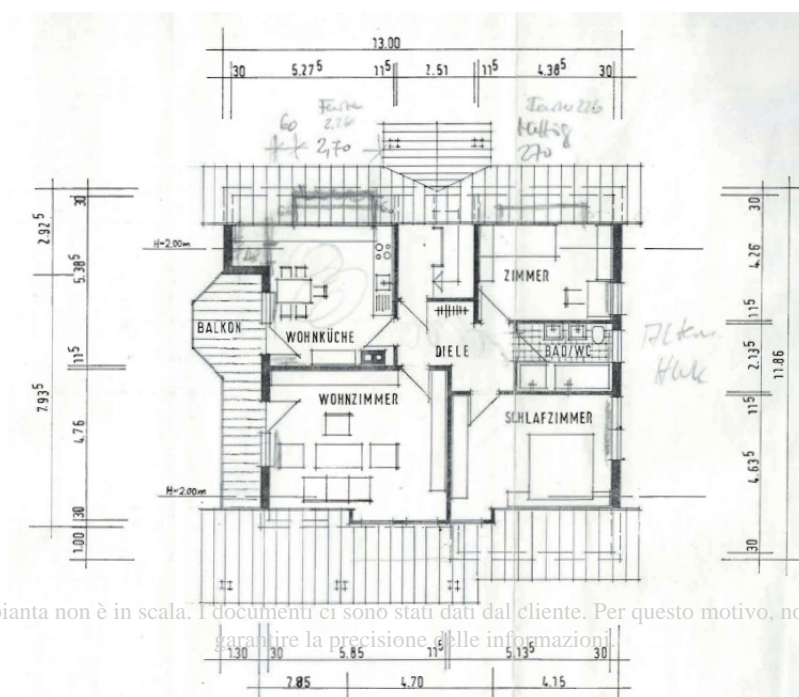 13.00
30 5.27⁵ 11⁵ 2.51 11⁵ 4.38⁵ 30
60 2,26
2,70
270
30
2.92⁵
5.38⁵
11⁵
7.93⁵
4.76
30
1.00
H=2.00m
ZIMMER
BALKON
WOHNKÜCHE
DIELE
BAD/WC
WOHNZIMMER
SCHLAFZIMMER
H=2.00m
30
4.26
11⁵
2.13⁵
11.86
11⁵
4.63⁵
30
pianta non è in scala. I documenti ci sono stati dati dal cliente. Per questo motivo, no
garantire la precisione delle informazioni
1.30 30 5.85 11⁵ 5.13⁵ 30
2.85 4.70 4.15